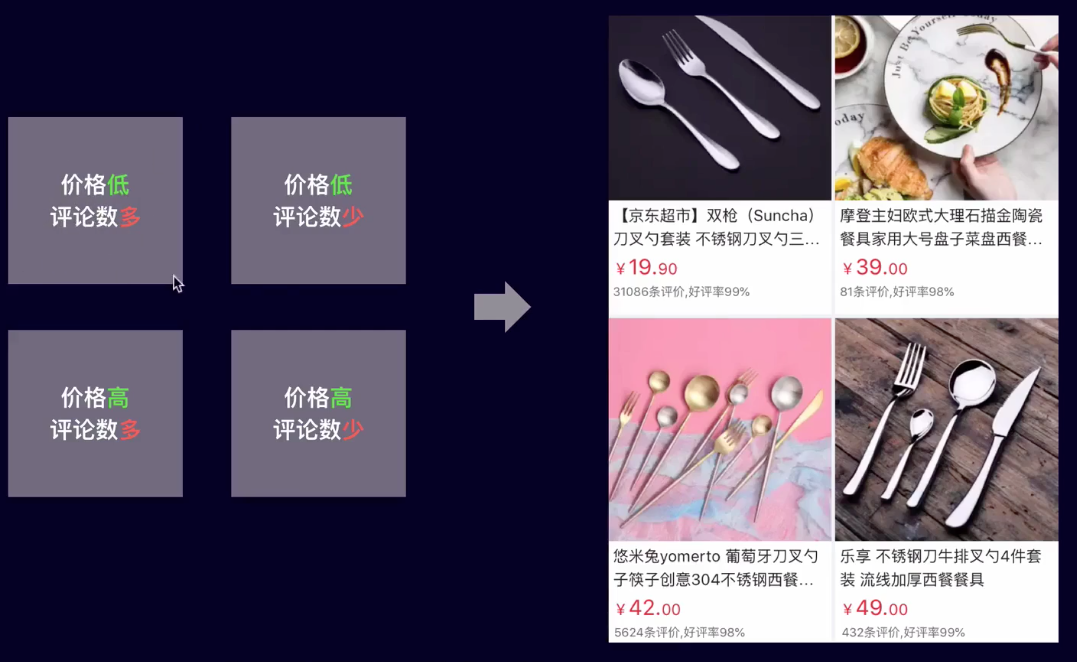 价格低
评论数多
价格低
评论数少
价格高
评论数多
价格高
评论数少
Just Be Yourself Today
oday
【京东超市】双枪（Suncha）
刀叉勺套装 不锈钢刀叉勺三...
￥19.90
31086条评价,好评率99%
摩登主妇欧式大理石描金陶瓷
餐具家用大号盘子菜盘西餐...
￥39.00
81条评价,好评率98%
悠米兔yomerto 葡萄牙刀叉勺
子筷子创意304不锈钢西餐...
￥42.00
5624条评价,好评率98%
乐享 不锈钢刀牛排叉勺4件套
装 流线加厚西餐餐具
￥49.00
432条评价,好评率99%